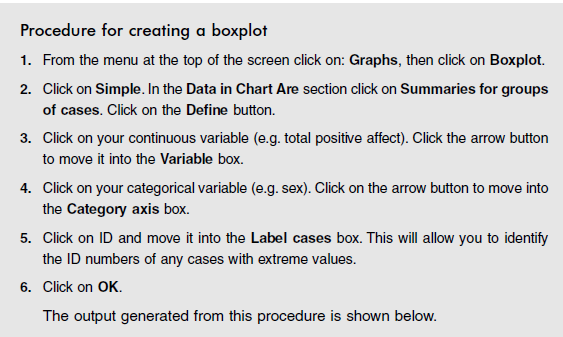 Procedure for creating a boxplot
1. From the menu at the top of the screen click on: Graphs, then click on Boxplot.
2. Click on Simple. In the Data in Chart Are section click on Summaries for groups
of cases. Click on the Define button.
3. Click on your continuous variable (e.g. total positive affect). Click the arrow button
to move it into the Variable box.
4. Click on your categorical variable (e.g. sex). Click on the arrow button to move into
the Category axis box.
5. Click on ID and move it into the Label cases box. This will allow you to identify
the ID numbers of any cases with extreme values.
6. Click on OK.
The output generated from this procedure is shown below.